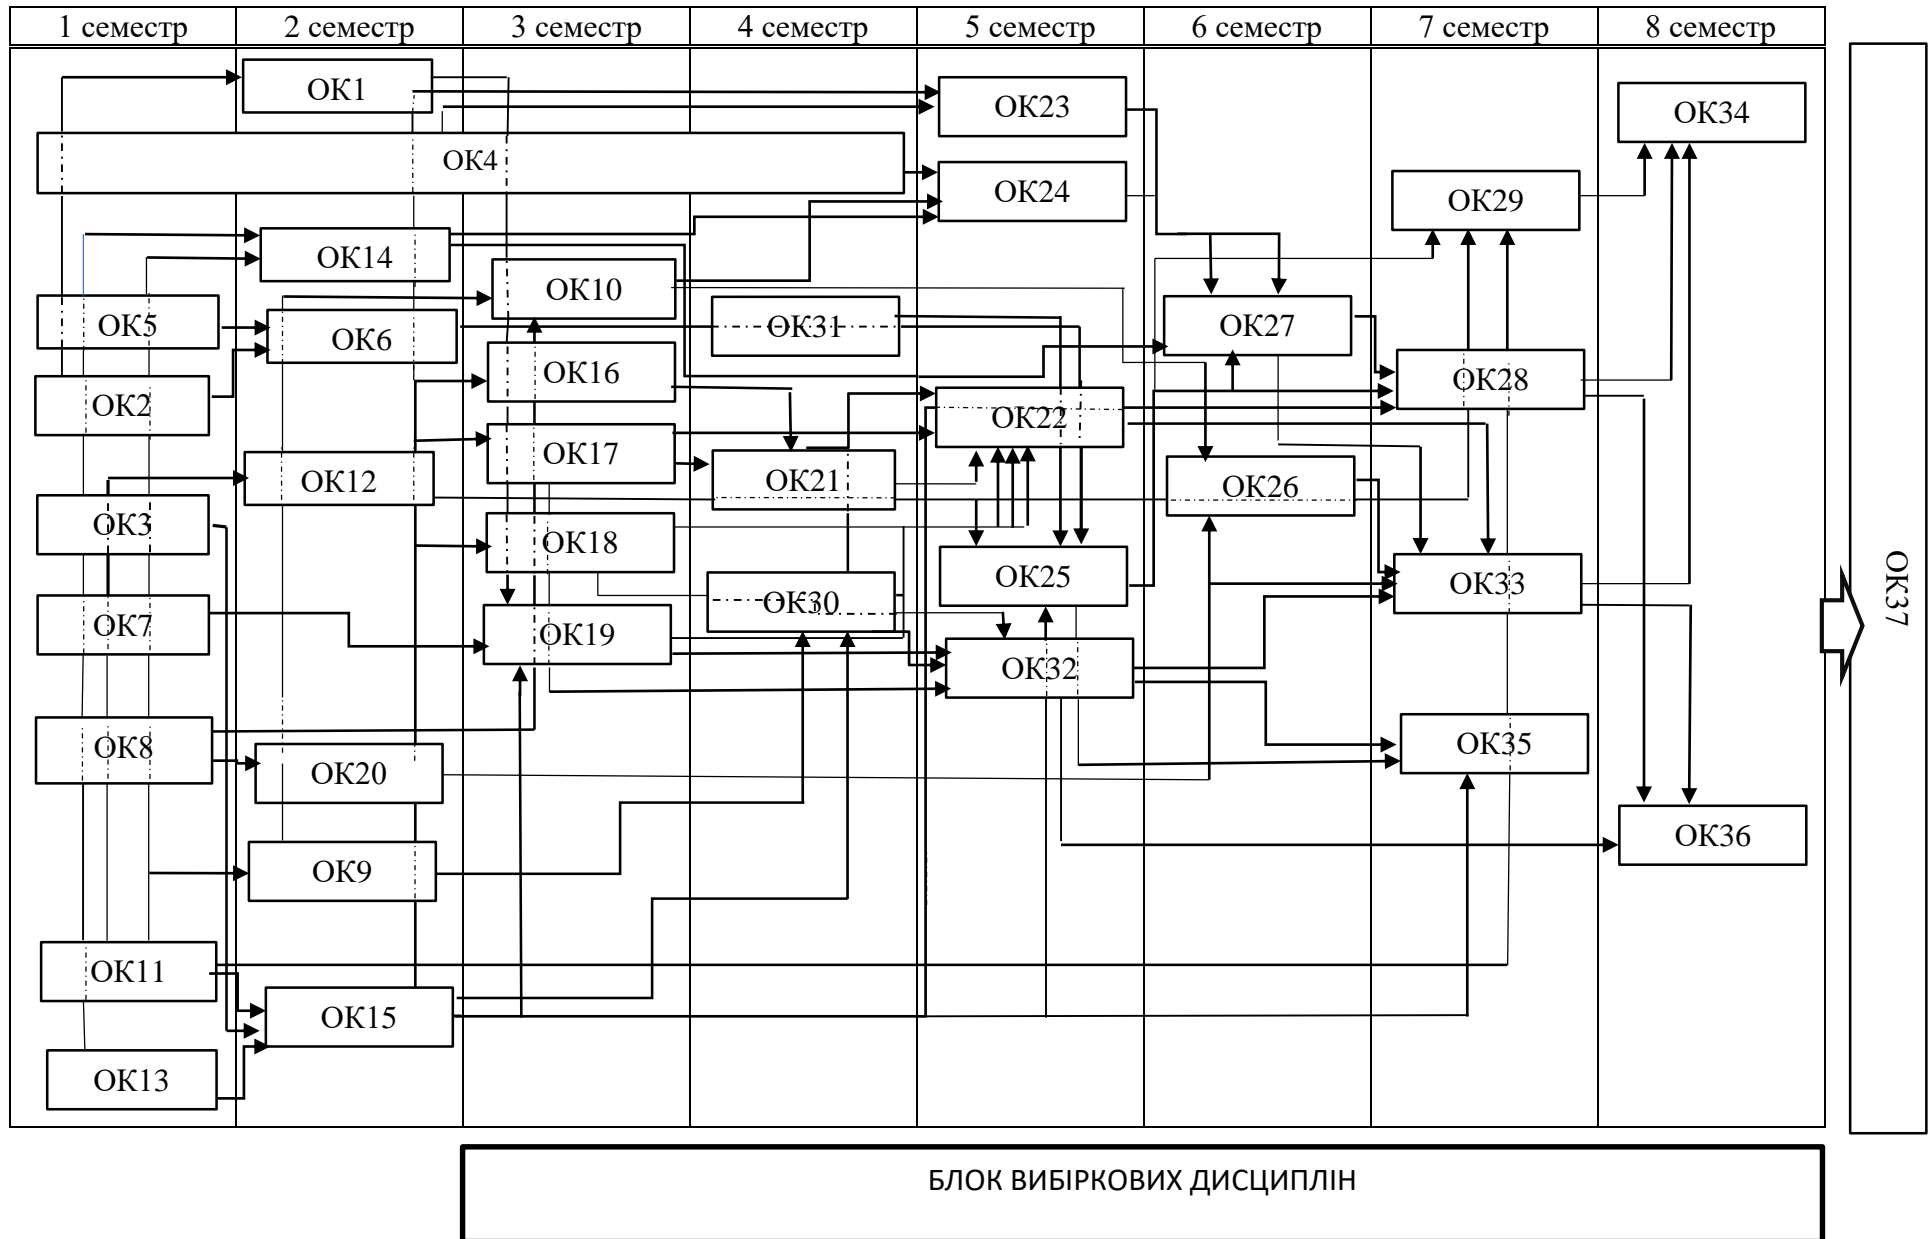 1 семестр
2 семестр
3 семестр
4 семестр
5 семестр
6 семестр
7 семестр
8 семестр
ОК1
ОК23
ОК34
ОК4
ОК24
ОК29
ОК14
ОК10
ОК5
ОК6
ОК31
ОК27
ОК2
ОК16
ОК22
ОК28
ОК12
ОК17
ОК21
ОК26
ОК3
ОК18
ОК25
ОК33
ОК7
ОК19
ОК30
ОК32
ОК37
ОК8
ОК20
ОК35
ОК9
ОК36
ОК11
ОК15
ОК13
БЛОК ВИБІРКОВИХ ДИСЦИПЛІН